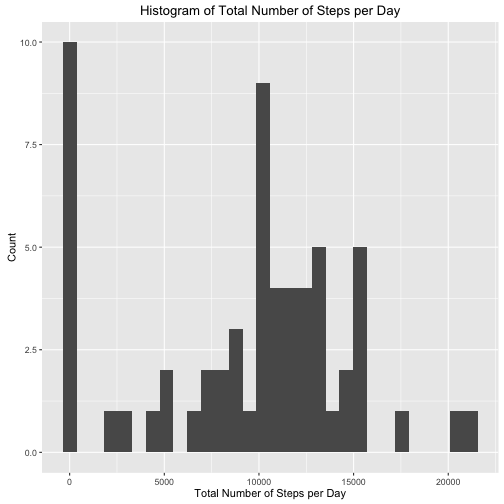 Histogram of Total Number of Steps per Day
10.0
7.5
5.0
2.5
0.0
Count
0 5000 10000 15000 20000
Total Number of Steps per Day